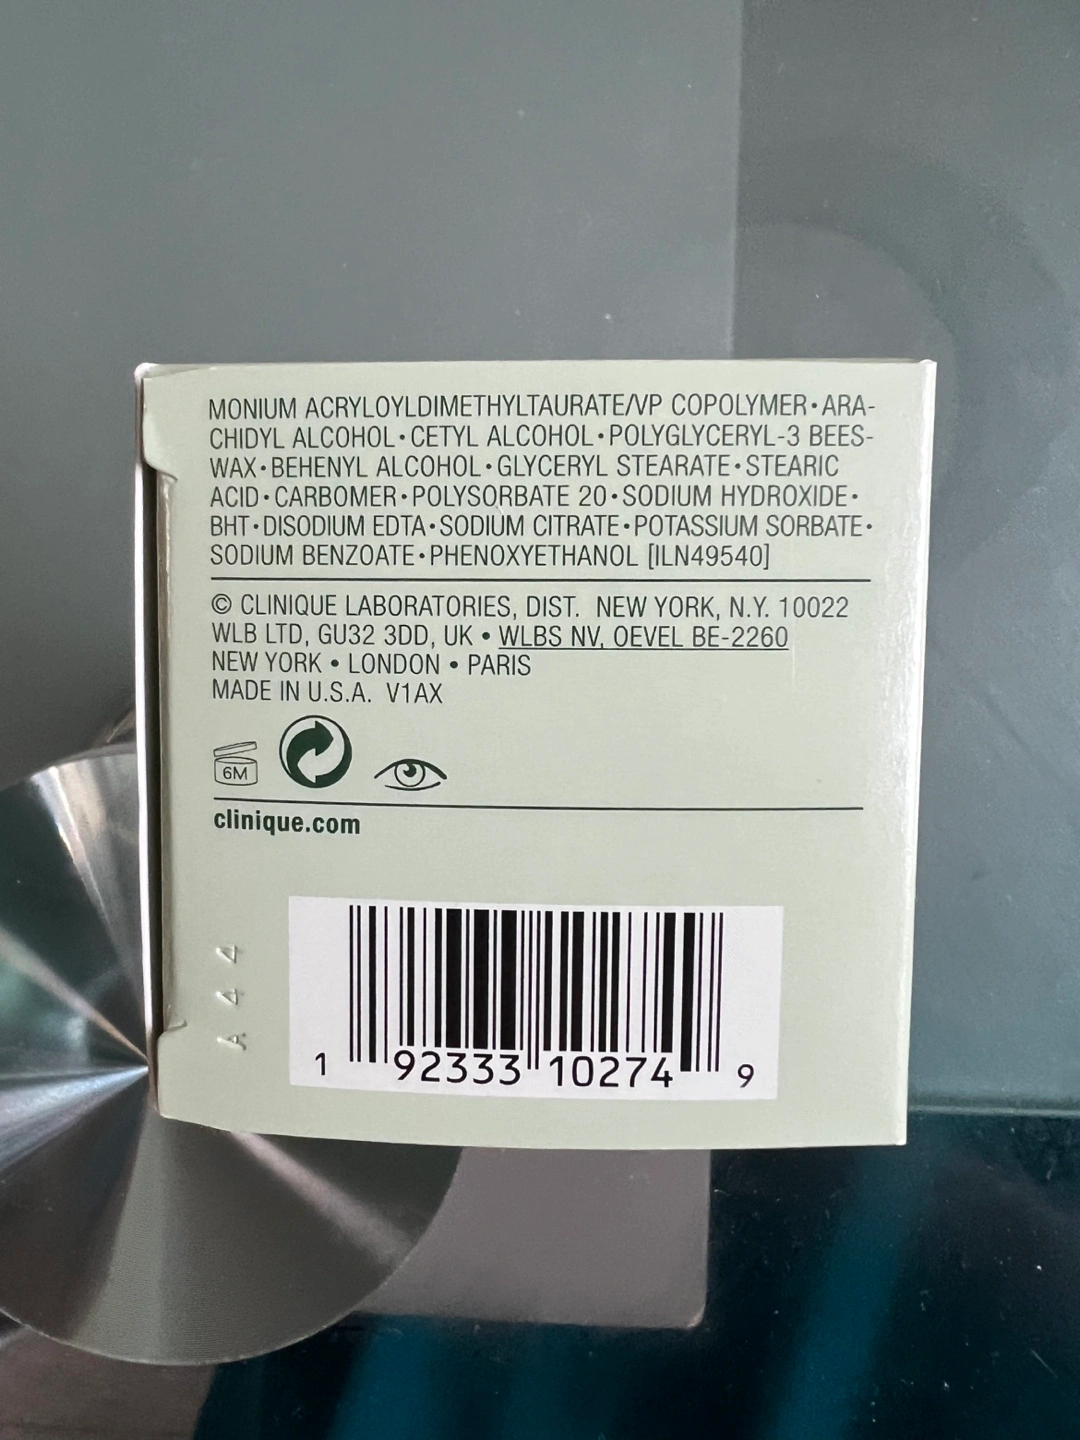 MONIUM ACRYLOYLDIMETHYLTAURATE/VP COPOLYMER•ARA-
CHIDYL ALCOHOL•CETYL ALCOHOL•POLYGLYCERYL-3 BEES-
WAX•BEHENYL ALCOHOL•GLYCERYL STEARATE•STEARIC
ACID•CARBOMER•POLYSORBATE 20•SODIUM HYDROXIDE•
BHT•DISODIUM EDTA•SODIUM CITRATE•POTASSIUM SORBATE•
SODIUM BENZOATE•PHENOXYETHANOL [ILN49540]
© CLINIQUE LABORATORIES, DIST. NEW YORK, N.Y. 10022
WLB LTD, GU32 3DD, UK • WLBS NV, OEVEL BE-2260
NEW YORK • LONDON • PARIS
MADE IN U.S.A. V1AX
6M
clinique.com
A44
1 92333 10274 9